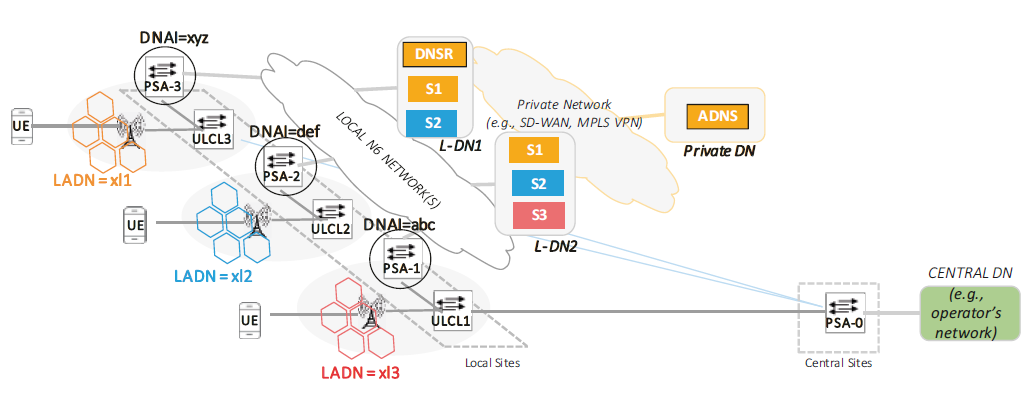 DNAI=xyz
PSA-3
UE
ULCL3
LADN = xl1
DNAI=def
PSA-2
UE
ULCL2
LADN = xl2
DNAI=abc
PSA-1
UE
ULCL1
LADN = xl3
Local Sites
LOCAL N6 NETWORK(S)
DNSR
S1
S2
L-DN1
Private Network
(e.g., SD-WAN, MPLS VPN)
S1
S2
S3
L-DN2
ADNS
Private DN
PSA-0
Central Sites
CENTRAL DN
(e.g.,
operator's
network)